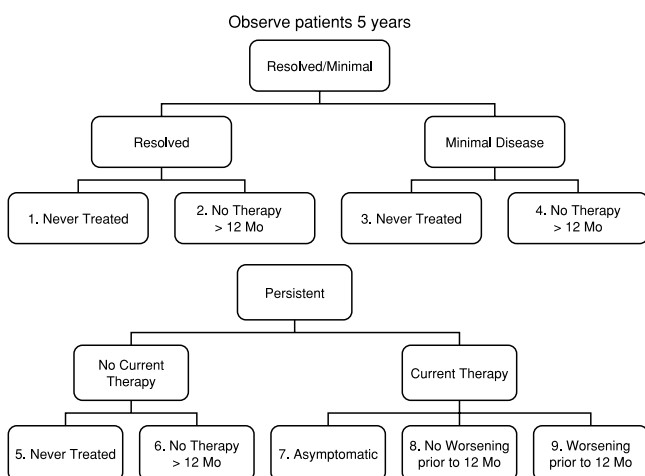 Observe patients 5 years
Resolved/Minimal
Resolved
Minimal Disease
1. Never Treated
2. No Therapy
> 12 Mo
3. Never Treated
4. No Therapy
> 12 Mo
Persistent
No Current
Therapy
Current Therapy
5. Never Treated
6. No Therapy
> 12 Mo
7. Asymptomatic
8. No Worsening
prior to 12 Mo
9. Worsening
prior to 12 Mo